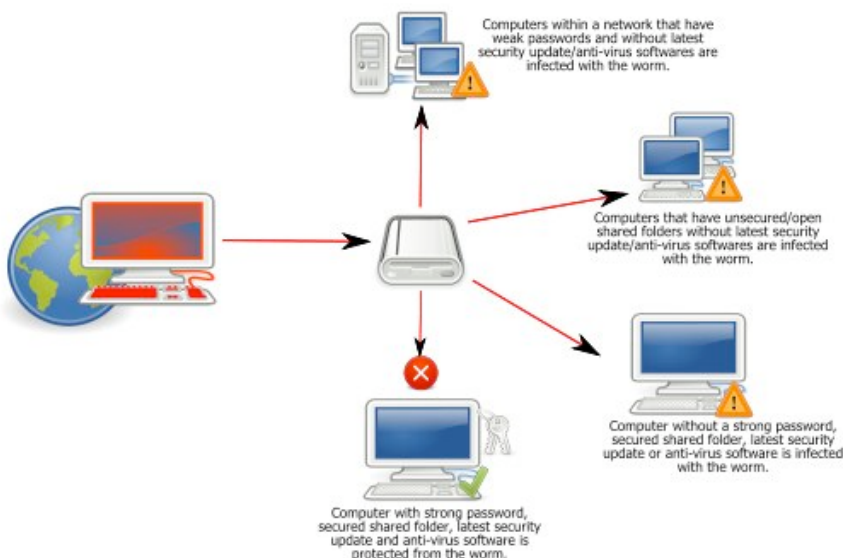 Computers within a network that have
weak passwords and without latest
security update/anti-virus softwares are
infected with the worm.
Computers that have unsecured/open
shared folders without latest security
update/anti-virus softwares are infected
with the worm.
Computer without a strong password,
secured shared folder, latest security
update or anti-virus software is infected
with the worm.
Computer with strong password,
secured shared folder, latest security
update and anti-virus software is
protected from the worm.